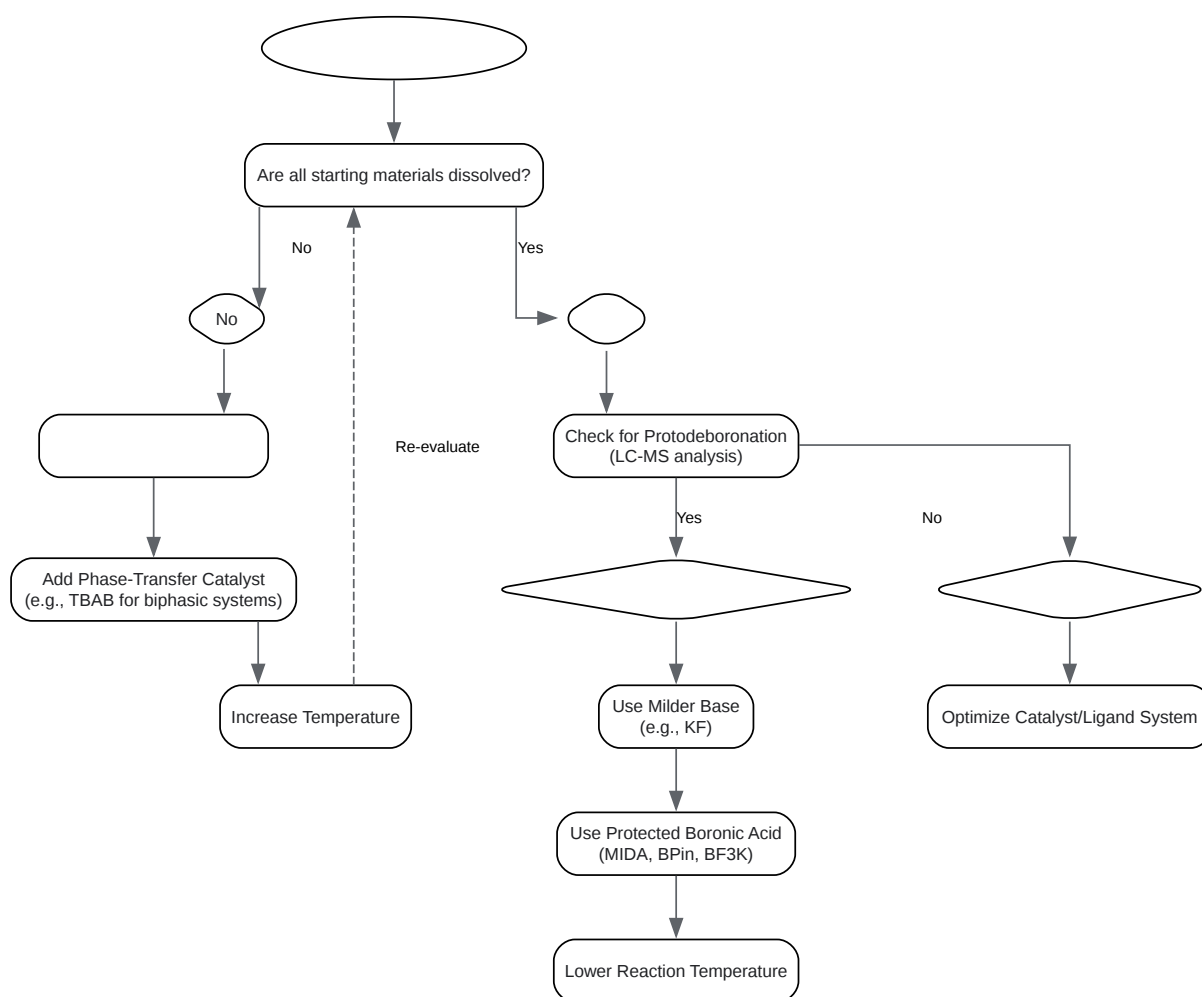 Are all starting materials dissolved?
No
Yes
No
Re-evaluate
Check for Protodeboronation
(LC-MS analysis)
Yes
No
Add Phase-Transfer Catalyst
(e.g., TBAB for biphasic systems)
Increase Temperature
Use Milder Base
(e.g., KF)
Optimize Catalyst/Ligand System
Use Protected Boronic Acid
(MIDA, BPin, BF3K)
Lower Reaction Temperature